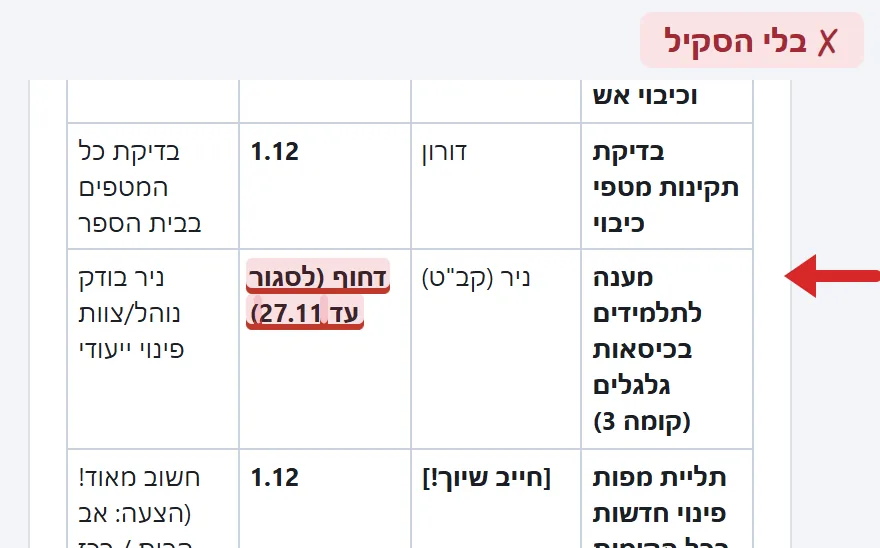 ✗ בלי הסקיל
וכיבוי אש
בדיקת
תקינות מטפי
כיבוי
דורון
1.12
בדיקת כל
המטפים
בבית הספר
מענה
לתלמידים
בכיסאות
גלגלים
(קומה 3)
ניר (קב"ט)
דחוף (לסגור
עד 27.11)
ניר בודק
נוהל/צוות
פינוי ייעודי
תליית מפות
פינוי חדשות
[חייב שיוך!]
1.12
חשוב מאוד!
(הצעה: אב